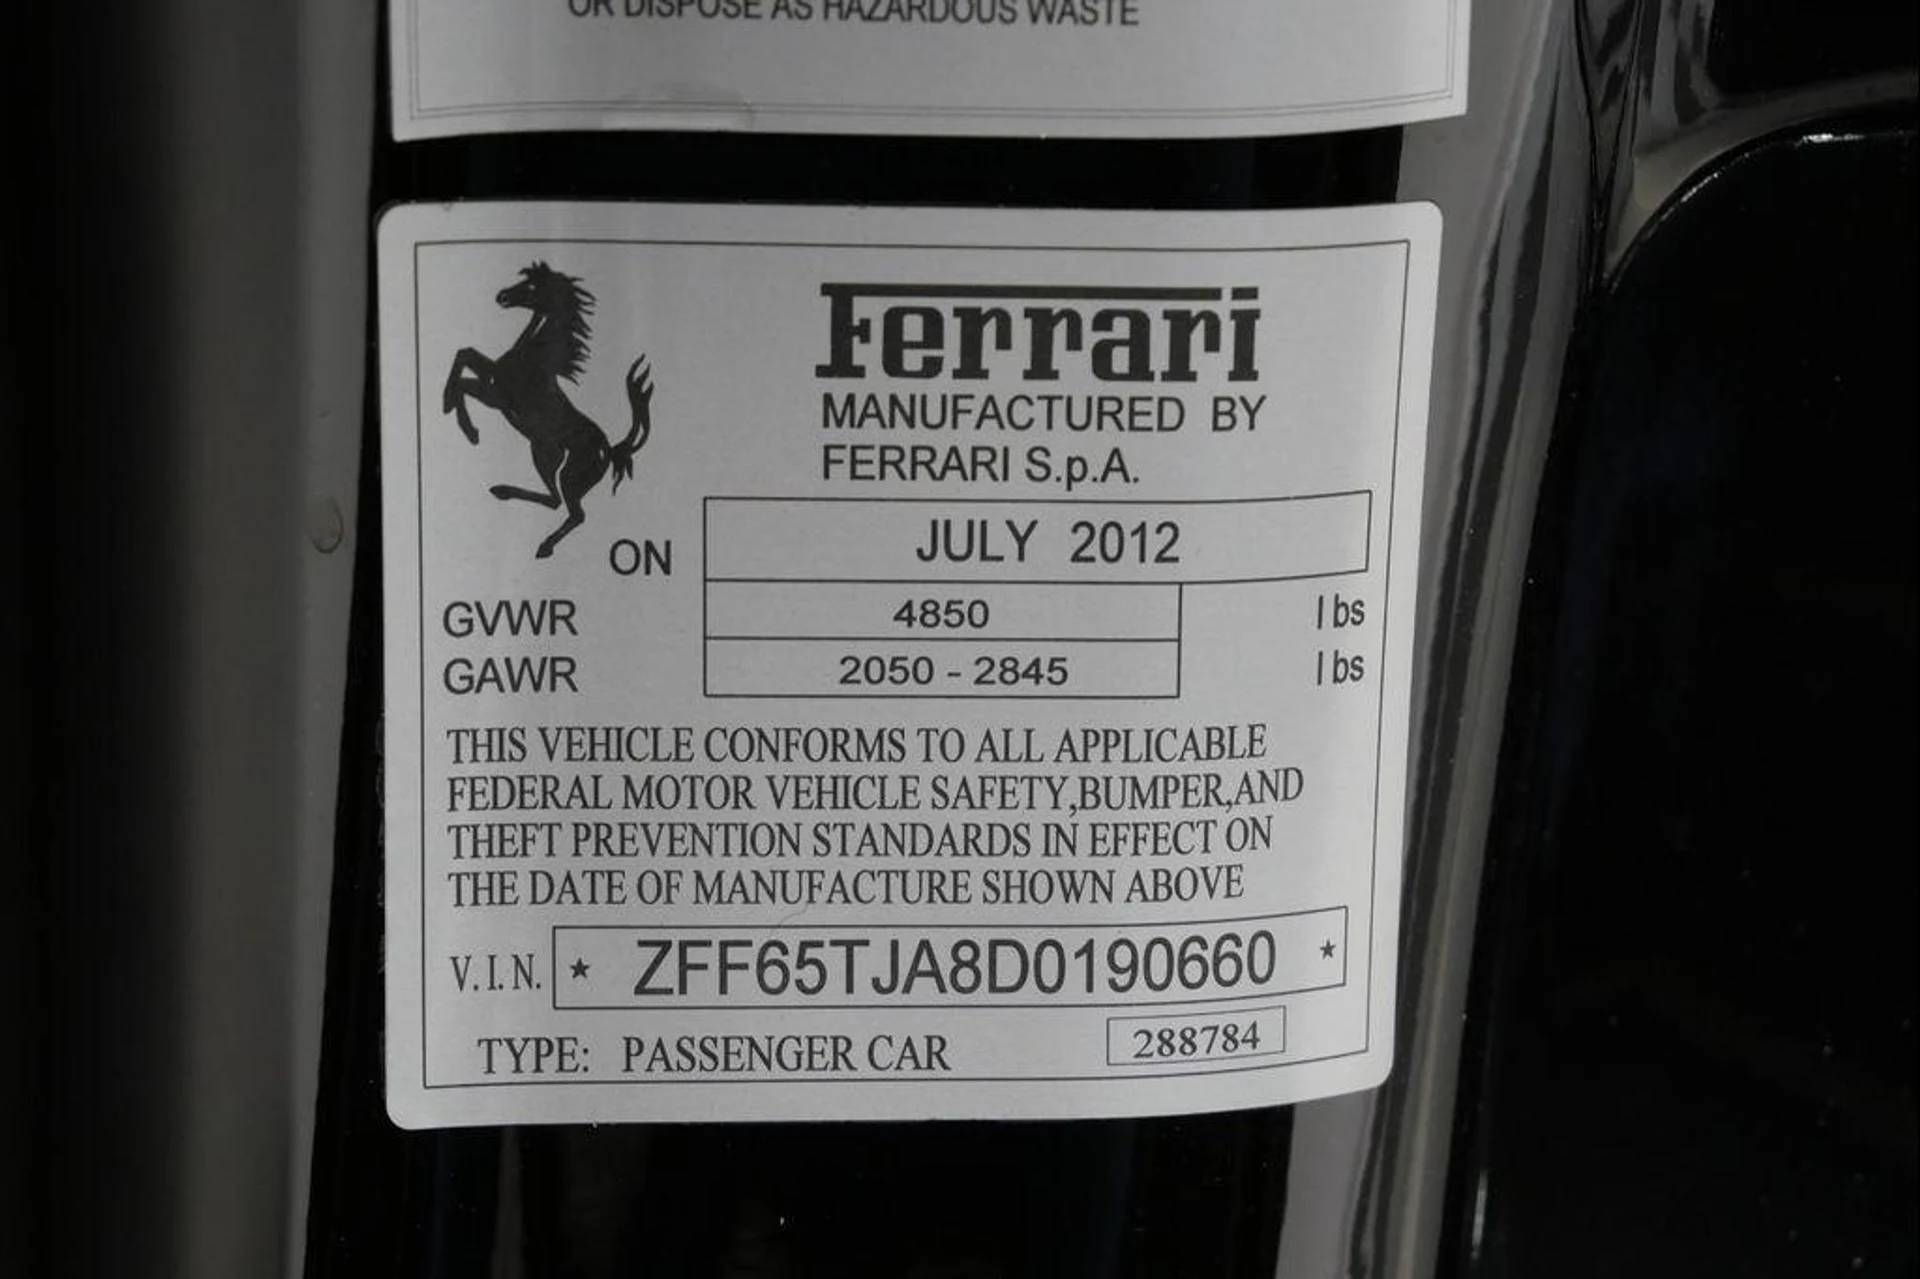 OR DISPOSE AS HAZARDOUS WASTE
Ferrari
MANUFACTURED BY
FERRARI S.p.A.
ON JULY 2012
GVWR 4850 lbs
GAWR 2050 - 2845 lbs
THIS VEHICLE CONFORMS TO ALL APPLICABLE
FEDERAL MOTOR VEHICLE SAFETY,BUMPER,AND
THEFT PREVENTION STANDARDS IN EFFECT ON
THE DATE OF MANUFACTURE SHOWN ABOVE
V.I.N. * ZFF65TJA8D0190660 *
TYPE: PASSENGER CAR 288784